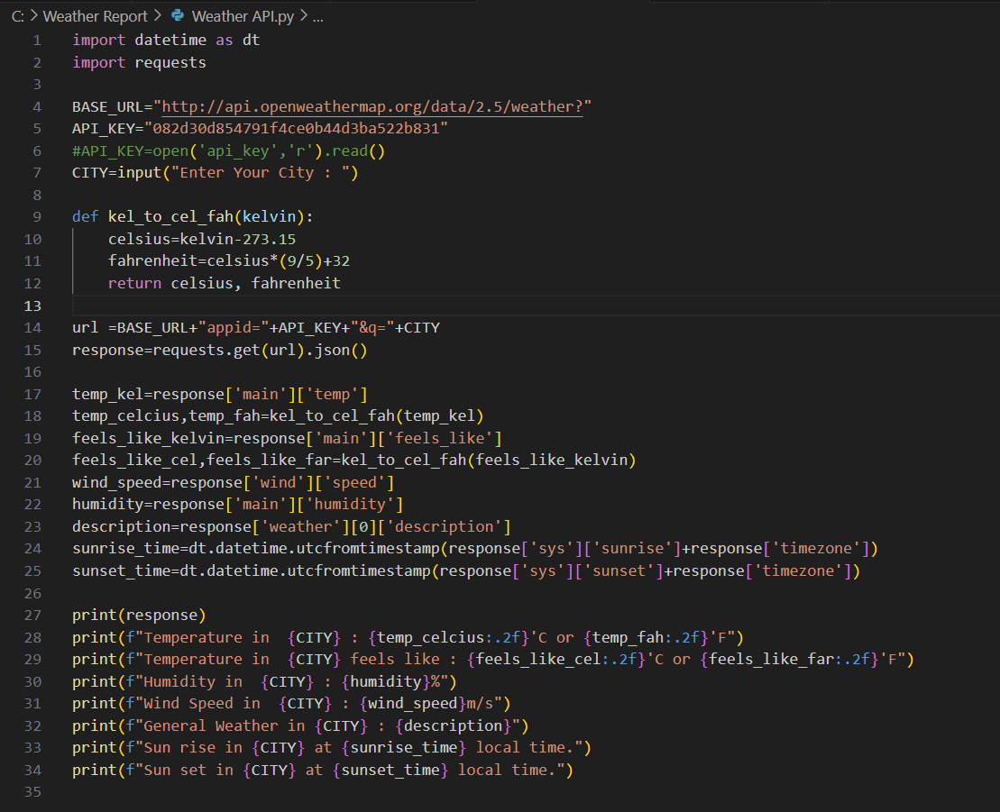 C: > Weather Report > Weather API.py > ...
1 import datetime as dt
2 import requests
3
4 BASE_URL="http://api.openweathermap.org/data/2.5/weather?"
5 API_KEY="082d30d854791f4ce0b44d3ba522b831"
6 #API_KEY=open('api_key','r').read()
7 CITY=input("Enter Your City : ")
8
9 def kel_to_cel_fah(kelvin):
10     celsius=kelvin-273.15
11     fahrenheit=celsius*(9/5)+32
12     return celsius, fahrenheit
13
14 url =BASE_URL+"appid="+API_KEY+"&q="+CITY
15 response=requests.get(url).json()
16
17 temp_kel=response['main']['temp']
18 temp_celcius,temp_fah=kel_to_cel_fah(temp_kel)
19 feels_like_kelvin=response['main']['feels_like']
20 feels_like_cel,feels_like_far=kel_to_cel_fah(feels_like_kelvin)
21 wind_speed=response['wind']['speed']
22 humidity=response['main']['humidity']
23 description=response['weather'][0]['description']
24 sunrise_time=dt.datetime.utcfromtimestamp(response['sys']['sunrise']+response['timezone'])
25 sunset_time=dt.datetime.utcfromtimestamp(response['sys']['sunset']+response['timezone'])
26
27 print(response)
28 print(f"Temperature in  {CITY} : {temp_celcius:.2f}'C or {temp_fah:.2f}'F")
29 print(f"Temperature in  {CITY} feels like : {feels_like_cel:.2f}'C or {feels_like_far:.2f}'F")
30 print(f"Humidity in  {CITY} : {humidity}%")
31 print(f"Wind Speed in  {CITY} : {wind_speed}m/s")
32 print(f"General Weather in {CITY} : {description}")
33 print(f"Sun rise in {CITY} at {sunrise_time} local time.")
34 print(f"Sun set in {CITY} at {sunset_time} local time.")
35